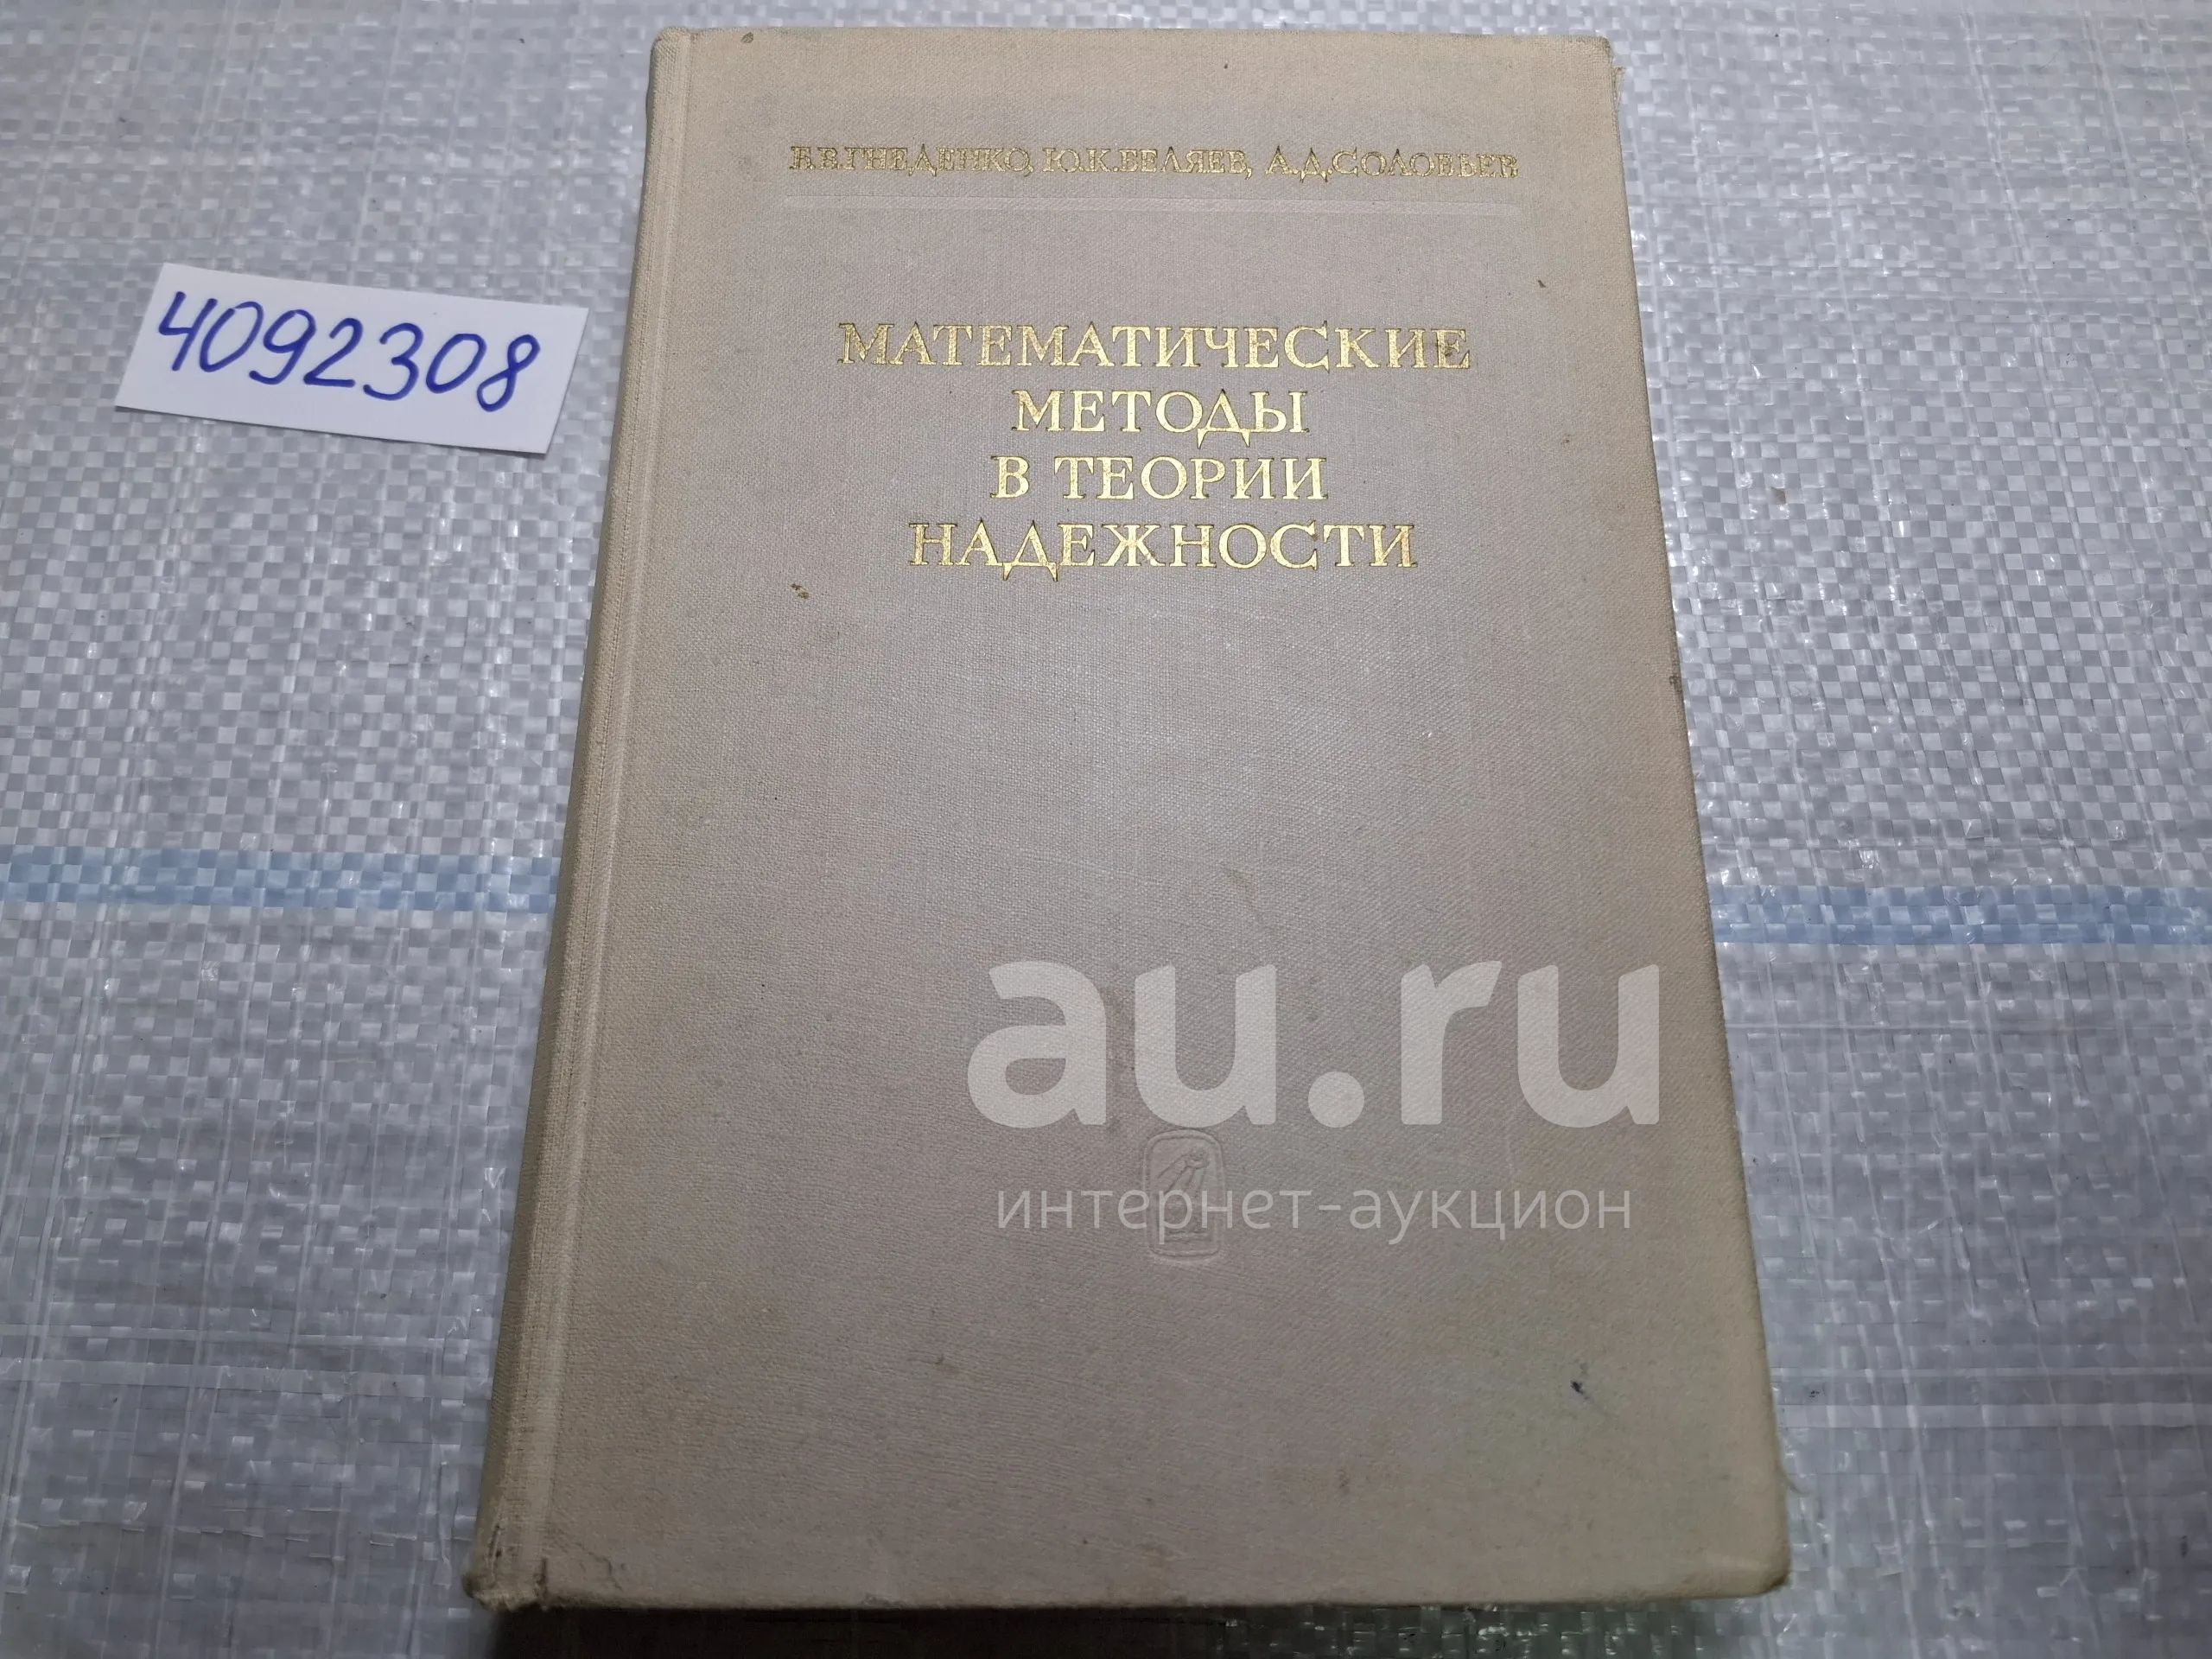 Б.В.ГНЕДЕНКО, Ю.К.БЕЛЯЕВ, А.Д.СОЛОВЬЕВ
МАТЕМАТИЧЕСКИЕ
МЕТОДЫ
В ТЕОРИИ
НАДЕЖНОСТИ
4092308
au.ru
интернет-аукцион